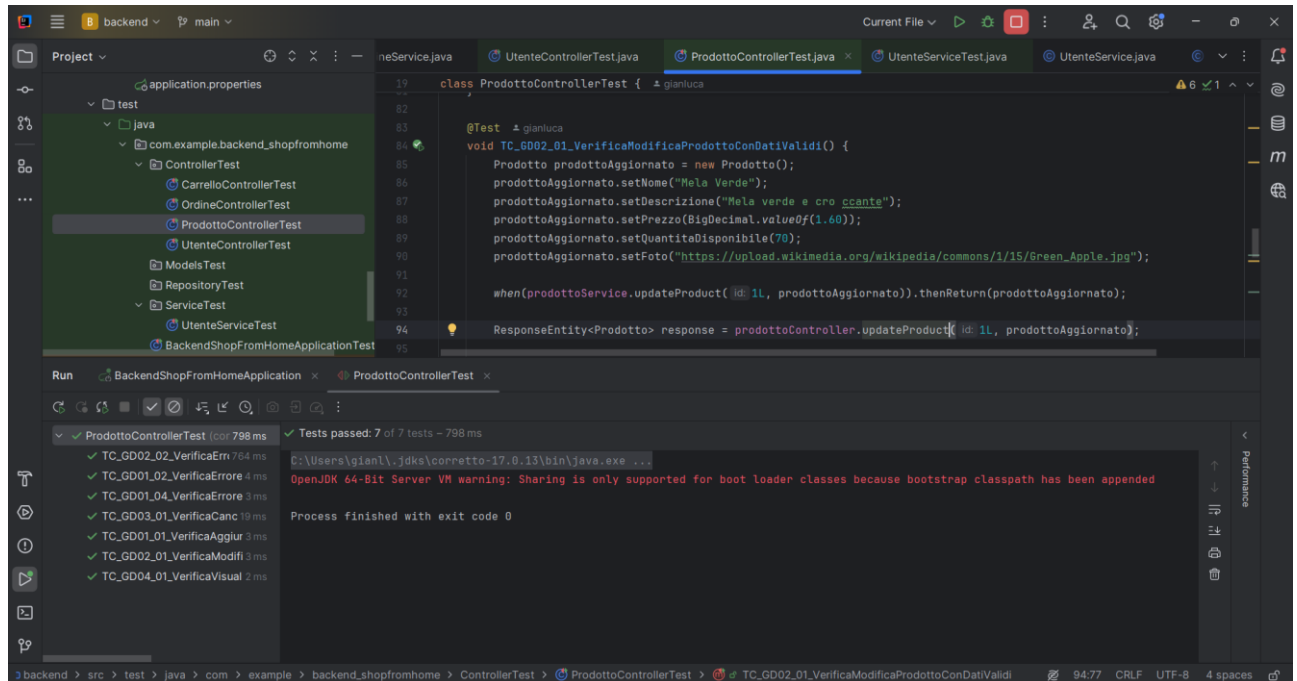 B backend main Current File
Project
neService.java UtenteControllerTest.java ProdottoControllerTest.java UtenteServiceTest.java UtenteService.java
application.properties
test
java
com.example.backend_shopfromhome
ControllerTest
CarrelloControllerTest
OrdineControllerTest
ProdottoControllerTest
UtenteControllerTest
ModelsTest
RepositoryTest
ServiceTest
UtenteServiceTest
BackendShopFromHomeApplicationTest
19 class ProdottoControllerTest { gianluca
6 1
82
83 @Test gianluca
84 void TC_GD02_01_VerificaModificaProdottoConDatiValidi() {
85 Prodotto prodottoAggiornato = new Prodotto();
86 prodottoAggiornato.setNome("Mela Verde");
87 prodottoAggiornato.setDescrizione("Mela verde e cro ccante");
88 prodottoAggiornato.setPrezzo(BigDecimal.valueOf(1.60));
89 prodottoAggiornato.setQuantitaDisponibile(70);
90 prodottoAggiornato.setFoto("https://upload.wikimedia.org/wikipedia/commons/1/15/Green_Apple.jpg");
91
92 when(prodottoService.updateProduct( id: 1L, prodottoAggiornato)).thenReturn(prodottoAggiornato);
93
94 ResponseEntity<Prodotto> response = prodottoController.updateProduct( id: 1L, prodottoAggiornato);
95
m
Run BackendShopFromHomeApplication ProdottoControllerTest
ProdottoControllerTest (cor 798 ms
TC_GD02_02_VerificaErr 764 ms
TC_GD01_02_VerificaErrore 4 ms
TC_GD01_04_VerificaErrore 3 ms
TC_GD03_01_VerificaCanc 19 ms
TC_GD01_01_VerificaAggiur 3 ms
TC_GD02_01_VerificaModifi 3 ms
TC_GD04_01_VerificaVisual 2 ms
Tests passed: 7 of 7 tests – 798 ms
C:\Users\gianl\.jdks\corretto-17.0.13\bin\java.exe ...
OpenJDK 64-Bit Server VM warning: Sharing is only supported for boot loader classes because bootstrap classpath has been appended
Process finished with exit code 0
Performance
backend > src > test > java > com > example > backend_shopfromhome > ControllerTest > ProdottoControllerTest > TC_GD02_01_VerificaModificaProdottoConDatiValidi 94:77 CRLF UTF-8 4 spaces